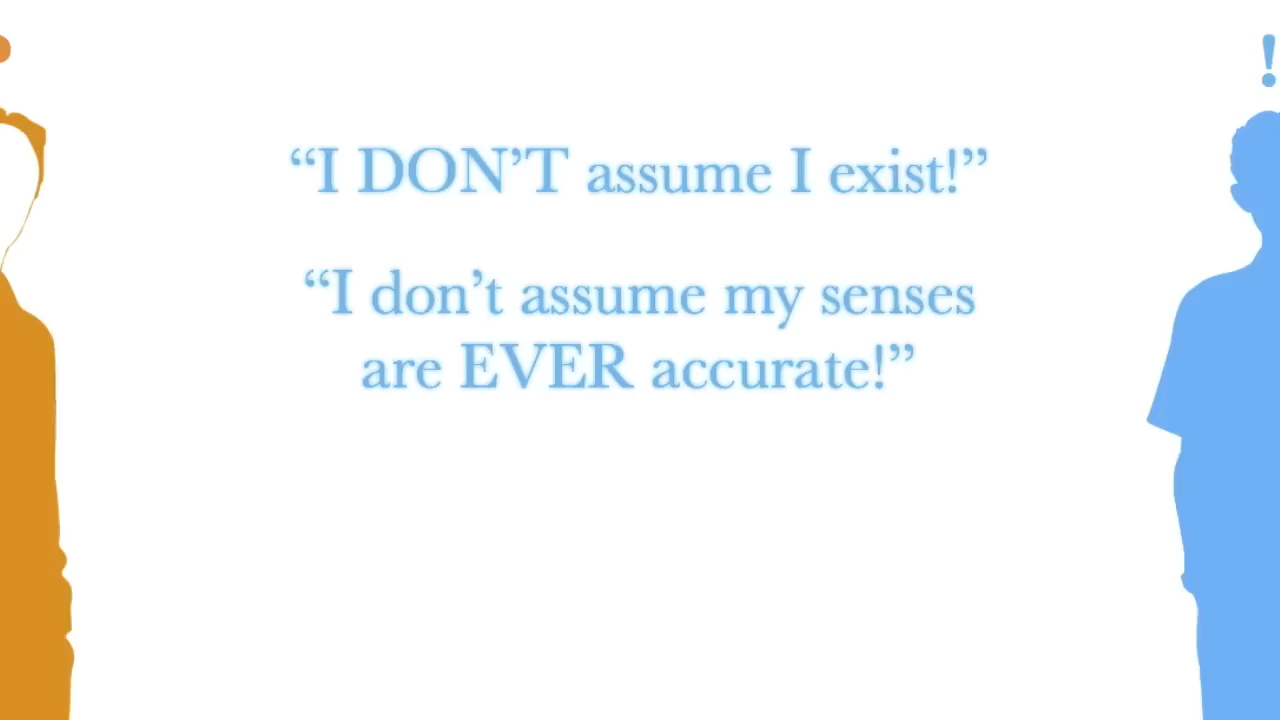 “I DON’T assume I exist!”
“I don’t assume my senses
are EVER accurate!”
!